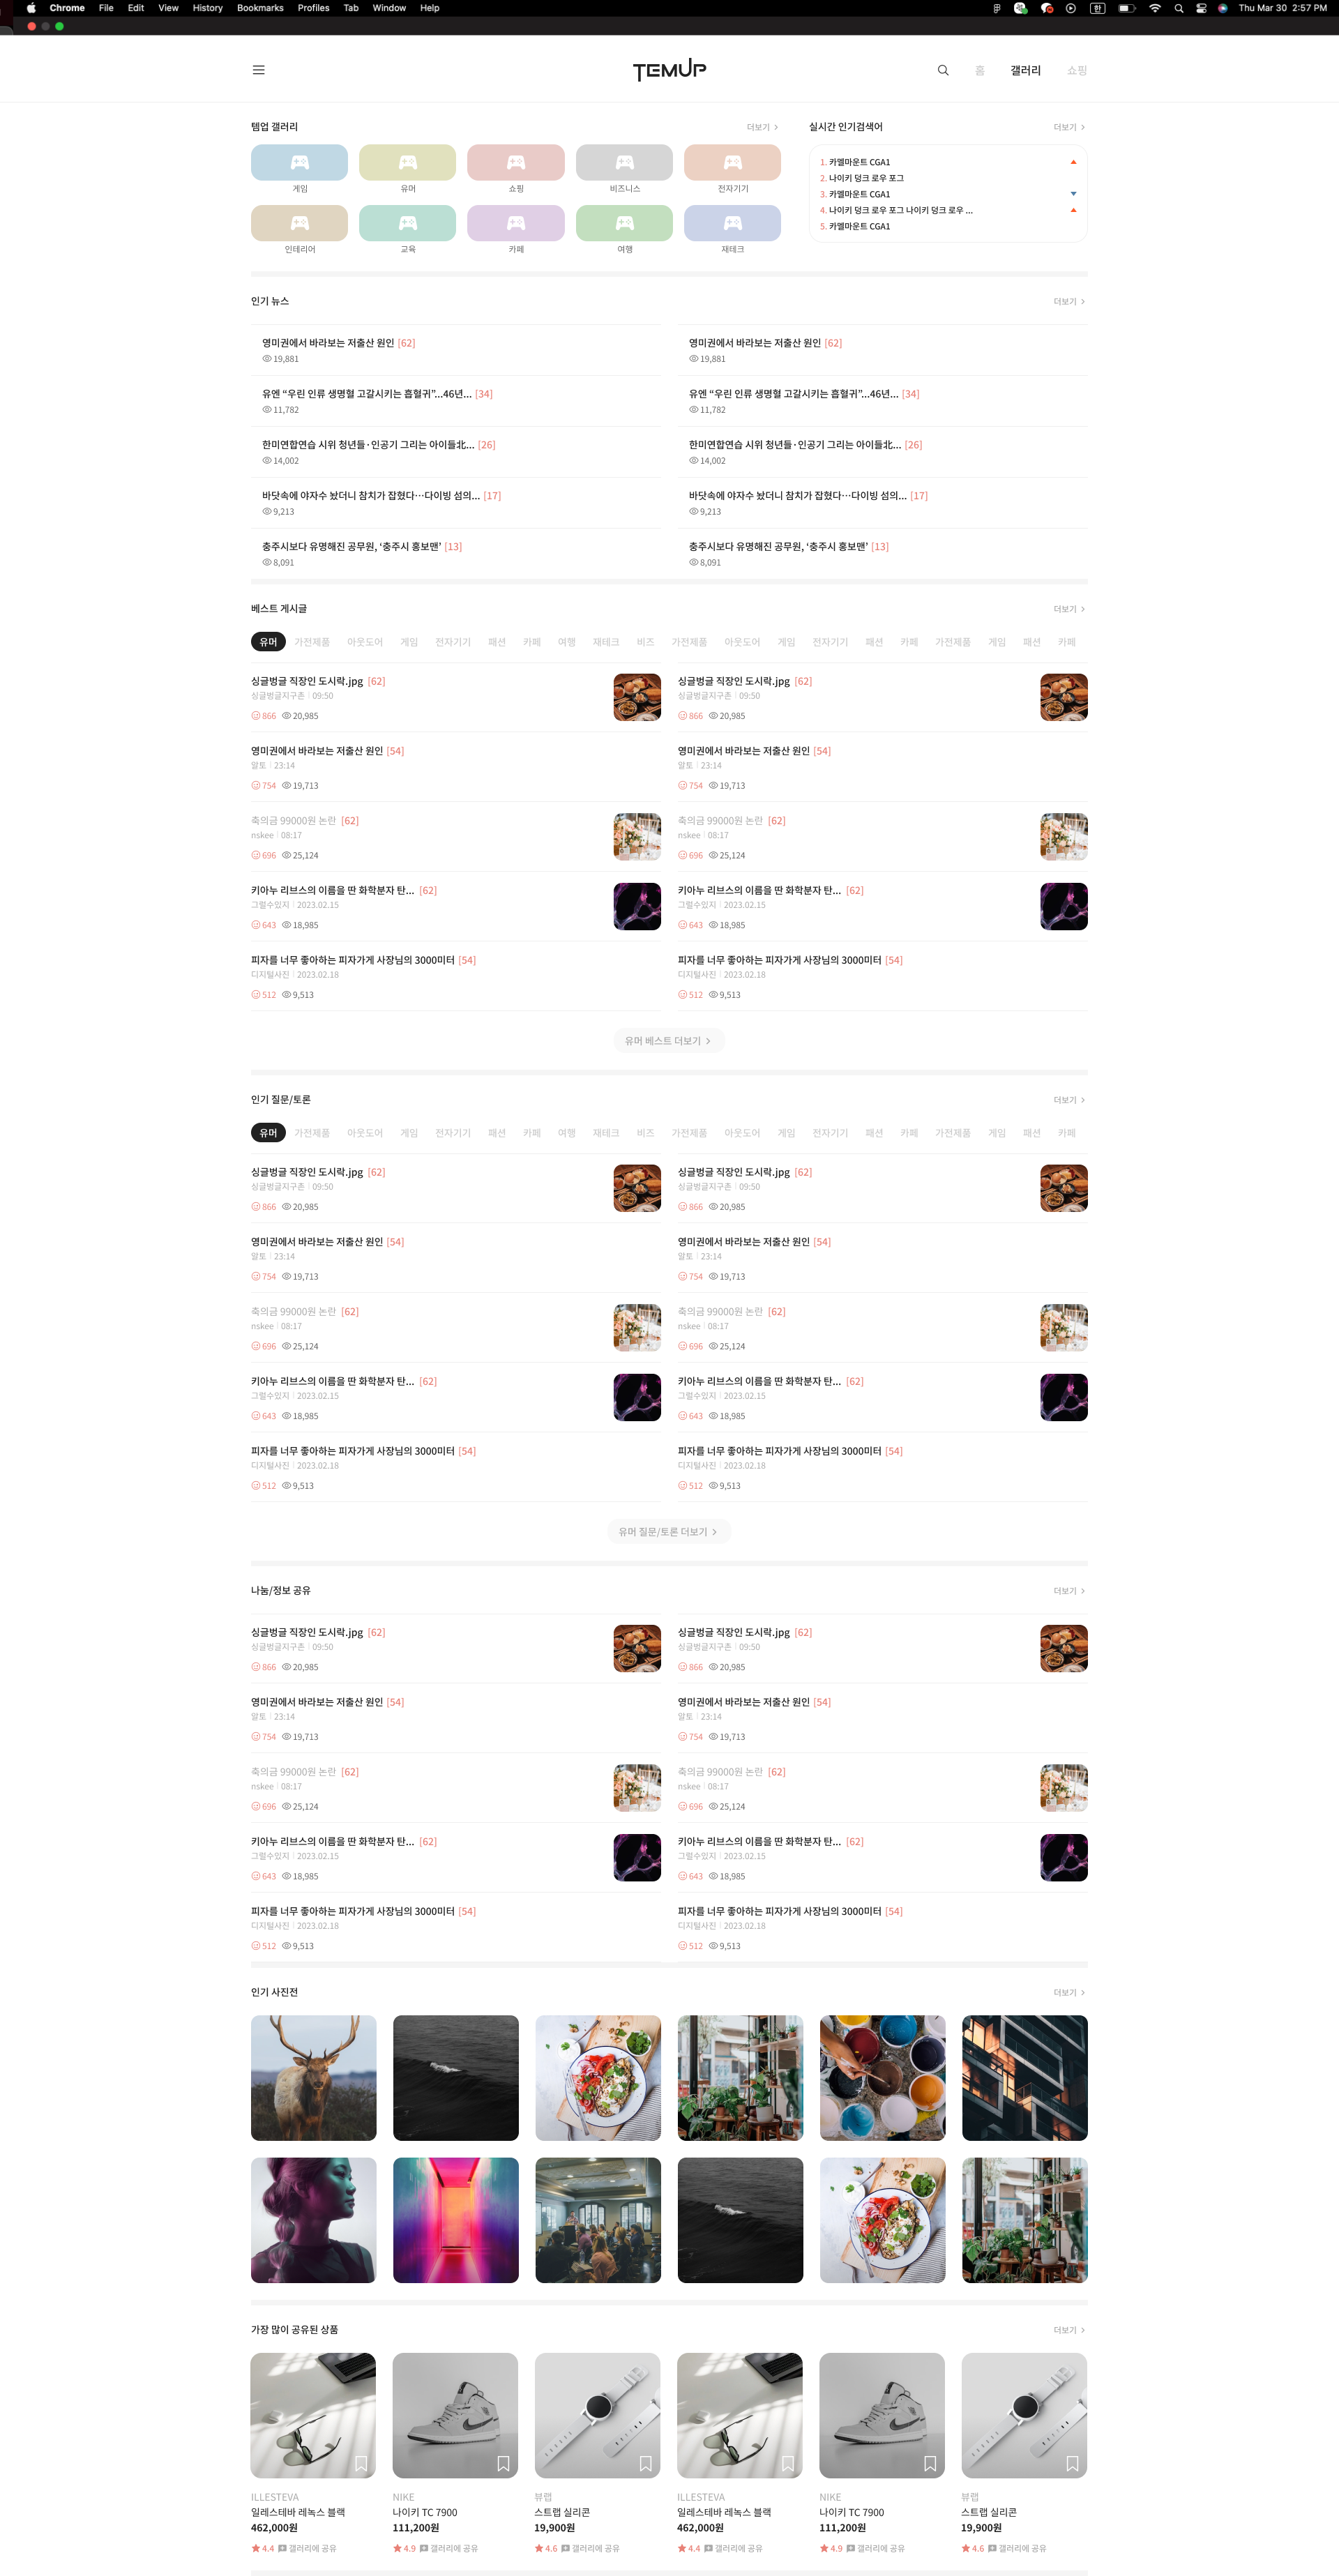 Chrome File Edit View History Bookmarks Profiles Tab Window Help 한 Thu Mar 30 2:57 PM
TEMUP 홈 갤러리 쇼핑
템업 갤러리 더보기
게임 유머 쇼핑 비즈니스 전자기기
인테리어 교육 카페 여행 재테크
실시간 인기검색어 더보기
1. 카멜마운트 CGA1
2. 나이키 덩크 로우 포그
3. 카멜마운트 CGA1
4. 나이키 덩크 로우 포그 나이키 덩크 로우 ...
5. 카멜마운트 CGA1
인기 뉴스 더보기
영미권에서 바라보는 저출산 원인 [62]
19,881
유엔 “우린 인류 생명혈 고갈시키는 흡혈귀”...46년... [34]
11,782
한미연합연습 시위 청년들·인공기 그리는 아이들北... [26]
14,002
바닷속에 야자수 놨더니 참치가 잡혔다…다이빙 섬의... [17]
9,213
충주시보다 유명해진 공무원, ‘충주시 홍보맨’ [13]
8,091
영미권에서 바라보는 저출산 원인 [62]
19,881
유엔 “우린 인류 생명혈 고갈시키는 흡혈귀”...46년... [34]
11,782
한미연합연습 시위 청년들·인공기 그리는 아이들北... [26]
14,002
바닷속에 야자수 놨더니 참치가 잡혔다…다이빙 섬의... [17]
9,213
충주시보다 유명해진 공무원, ‘충주시 홍보맨’ [13]
8,091
베스트 게시글 더보기
유머 가전제품 아웃도어 게임 전자기기 패션 카페 여행 재테크 비즈 가전제품 아웃도어 게임 전자기기 패션 카페 가전제품 게임 패션 카페
싱글벙글 직장인 도시락.jpg [62]
싱글벙글지구촌 | 09:50
866 20,985
영미권에서 바라보는 저출산 원인 [54]
알토 | 23:14
754 19,713
축의금 99000원 논란 [62]
nskee | 08:17
696 25,124
키아누 리브스의 이름을 딴 화학분자 탄... [62]
그럴수있지 | 2023.02.15
643 18,985
피자를 너무 좋아하는 피자가게 사장님의 3000미터 [54]
디지털사진 | 2023.02.18
512 9,513
싱글벙글 직장인 도시락.jpg [62]
싱글벙글지구촌 | 09:50
866 20,985
영미권에서 바라보는 저출산 원인 [54]
알토 | 23:14
754 19,713
축의금 99000원 논란 [62]
nskee | 08:17
696 25,124
키아누 리브스의 이름을 딴 화학분자 탄... [62]
그럴수있지 | 2023.02.15
643 18,985
피자를 너무 좋아하는 피자가게 사장님의 3000미터 [54]
디지털사진 | 2023.02.18
512 9,513
유머 베스트 더보기
인기 질문/토론 더보기
유머 가전제품 아웃도어 게임 전자기기 패션 카페 여행 재테크 비즈 가전제품 아웃도어 게임 전자기기 패션 카페 가전제품 게임 패션 카페
싱글벙글 직장인 도시락.jpg [62]
싱글벙글지구촌 | 09:50
866 20,985
영미권에서 바라보는 저출산 원인 [54]
알토 | 23:14
754 19,713
축의금 99000원 논란 [62]
nskee | 08:17
696 25,124
키아누 리브스의 이름을 딴 화학분자 탄... [62]
그럴수있지 | 2023.02.15
643 18,985
피자를 너무 좋아하는 피자가게 사장님의 3000미터 [54]
디지털사진 | 2023.02.18
512 9,513
싱글벙글 직장인 도시락.jpg [62]
싱글벙글지구촌 | 09:50
866 20,985
영미권에서 바라보는 저출산 원인 [54]
알토 | 23:14
754 19,713
축의금 99000원 논란 [62]
nskee | 08:17
696 25,124
키아누 리브스의 이름을 딴 화학분자 탄... [62]
그럴수있지 | 2023.02.15
643 18,985
피자를 너무 좋아하는 피자가게 사장님의 3000미터 [54]
디지털사진 | 2023.02.18
512 9,513
유머 질문/토론 더보기
나눔/정보 공유 더보기
싱글벙글 직장인 도시락.jpg [62]
싱글벙글지구촌 | 09:50
866 20,985
영미권에서 바라보는 저출산 원인 [54]
알토 | 23:14
754 19,713
축의금 99000원 논란 [62]
nskee | 08:17
696 25,124
키아누 리브스의 이름을 딴 화학분자 탄... [62]
그럴수있지 | 2023.02.15
643 18,985
피자를 너무 좋아하는 피자가게 사장님의 3000미터 [54]
디지털사진 | 2023.02.18
512 9,513
싱글벙글 직장인 도시락.jpg [62]
싱글벙글지구촌 | 09:50
866 20,985
영미권에서 바라보는 저출산 원인 [54]
알토 | 23:14
754 19,713
축의금 99000원 논란 [62]
nskee | 08:17
696 25,124
키아누 리브스의 이름을 딴 화학분자 탄... [62]
그럴수있지 | 2023.02.15
643 18,985
피자를 너무 좋아하는 피자가게 사장님의 3000미터 [54]
디지털사진 | 2023.02.18
512 9,513
인기 사진전 더보기
가장 많이 공유된 상품 더보기
ILLESTEVA NIKE 뷰랩 ILLESTEVA NIKE 뷰랩
일레스테바 레녹스 블랙 나이키 TC 7900 스트랩 실리콘 일레스테바 레녹스 블랙 나이키 TC 7900 스트랩 실리콘
462,000원 111,200원 19,900원 462,000원 111,200원 19,900원
4.4 갤러리에 공유 4.9 갤러리에 공유 4.6 갤러리에 공유 4.4 갤러리에 공유 4.9 갤러리에 공유 4.6 갤러리에 공유